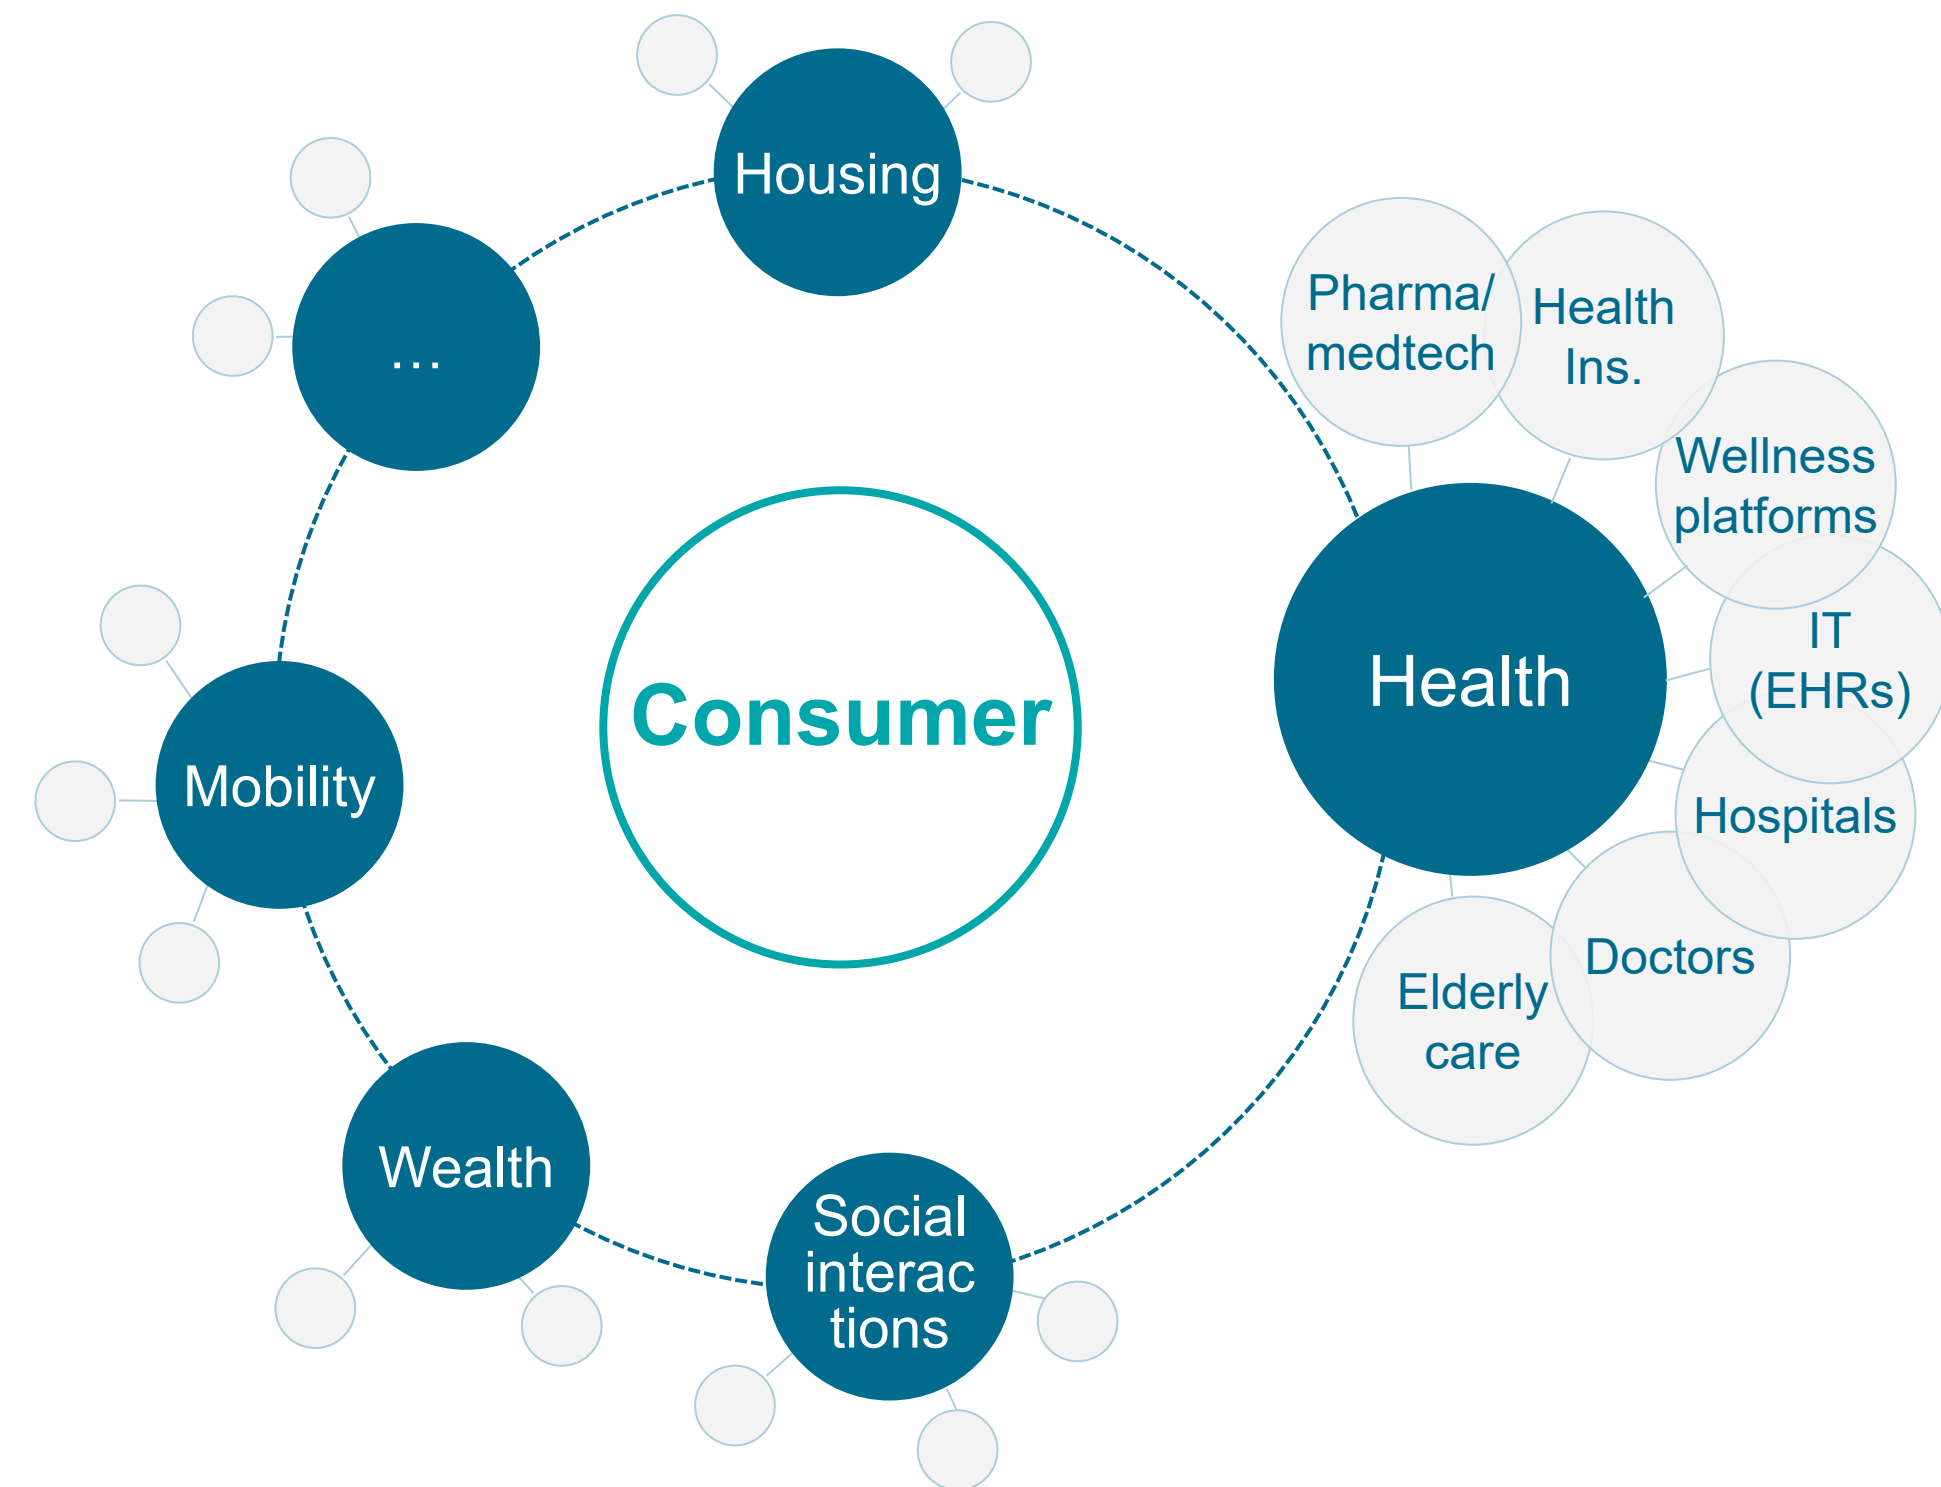 Housing
…
Pharma/
medtech
Health
Ins.
Wellness
platforms
IT
(EHRs)
Health
Consumer
Mobility
Hospitals
Doctors
Elderly
care
Wealth
Social
interac
tions